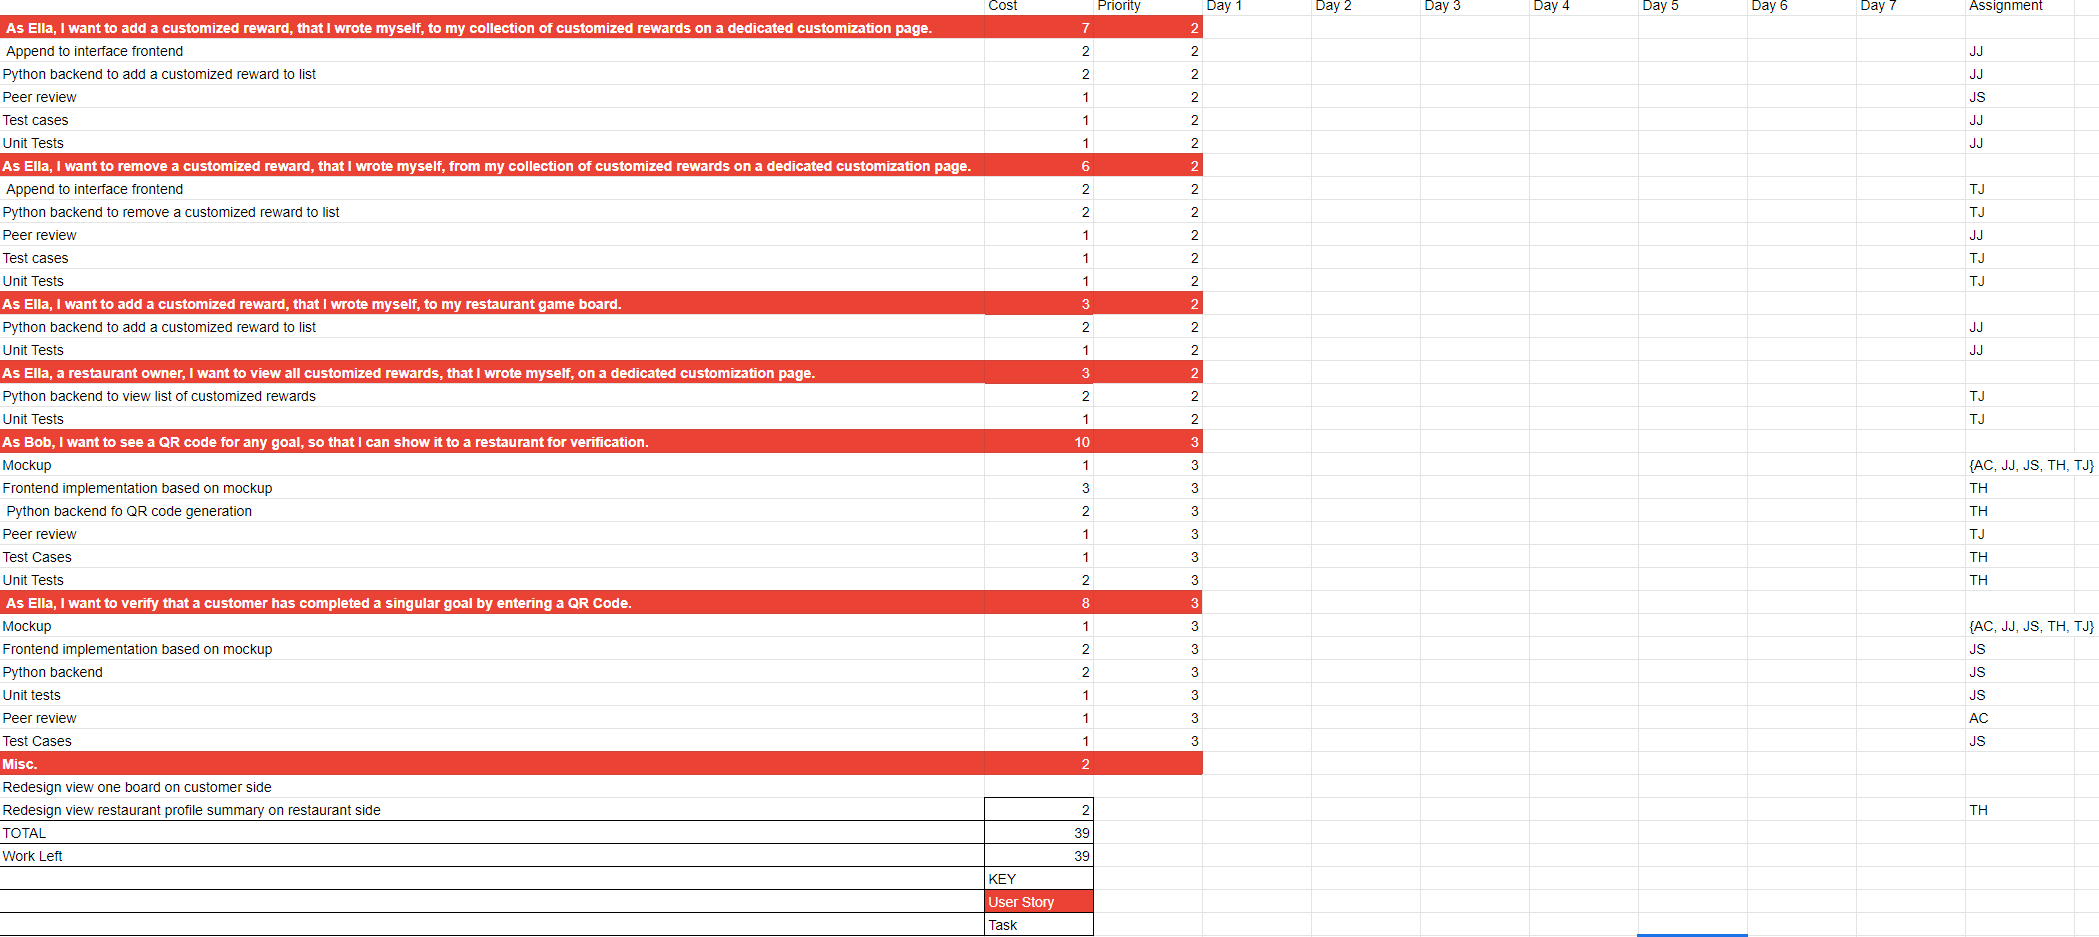 Cost Priority Day 1 Day 2 Day 3 Day 4 Day 5 Day 6 Day 7 Assignment
As Ella, I want to add a customized reward, that I wrote myself, to my collection of customized rewards on a dedicated customization page. 7 2
Append to interface frontend 2 2 JJ
Python backend to add a customized reward to list 2 2 JJ
Peer review 1 2 JS
Test cases 1 2 JJ
Unit Tests 1 2 JJ
As Ella, I want to remove a customized reward, that I wrote myself, from my collection of customized rewards on a dedicated customization page. 6 2
Append to interface frontend 2 2 TJ
Python backend to remove a customized reward to list 2 2 TJ
Peer review 1 2 JJ
Test cases 1 2 TJ
Unit Tests 1 2 TJ
As Ella, I want to add a customized reward, that I wrote myself, to my restaurant game board. 3 2
Python backend to add a customized reward to list 2 2 JJ
Unit Tests 1 2 JJ
As Ella, a restaurant owner, I want to view all customized rewards, that I wrote myself, on a dedicated customization page. 3 2
Python backend to view list of customized rewards 2 2 TJ
Unit Tests 1 2 TJ
As Bob, I want to see a QR code for any goal, so that I can show it to a restaurant for verification. 10 3
Mockup 1 3 {AC, JJ, JS, TH, TJ}
Frontend implementation based on mockup 3 3 TH
Python backend fo QR code generation 2 3 TH
Peer review 1 3 TJ
Test Cases 1 3 TH
Unit Tests 2 3 TH
As Ella, I want to verify that a customer has completed a singular goal by entering a QR Code. 8 3
Mockup 1 3 {AC, JJ, JS, TH, TJ}
Frontend implementation based on mockup 2 3 JS
Python backend 2 3 JS
Unit tests 1 3 JS
Peer review 1 3 AC
Test Cases 1 3 JS
Misc. 2
Redesign view one board on customer side
Redesign view restaurant profile summary on restaurant side 2 TH
TOTAL 39
Work Left 39
KEY
User Story
Task